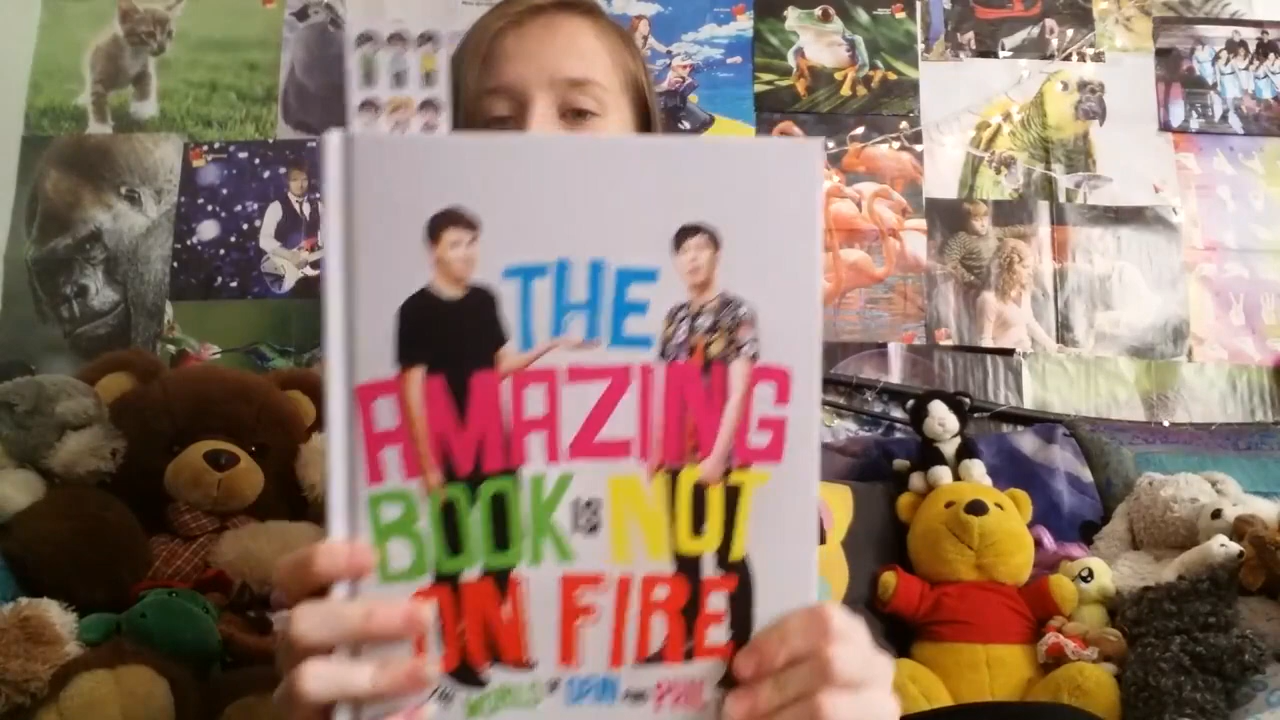 THE
AMAZING
BOOK IS NOT
ON FIRE
THE WORLD OF DAN AND PHIL